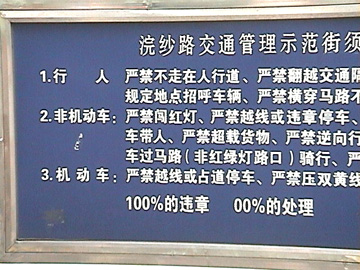 浣纱路交通管理示范街须
1.行 人 严禁不走在人行道、严禁翻越交通隔
规定地点招呼车辆、严禁横穿马路不
2.非机动车：严禁闯红灯、严禁越线或违章停车、
车带人、严禁超载货物、严禁逆向行
车过马路（非红绿灯路口）骑行、严
3.机动车：严禁越线或占道停车、严禁压双黄线
100%的违章 00%的处理